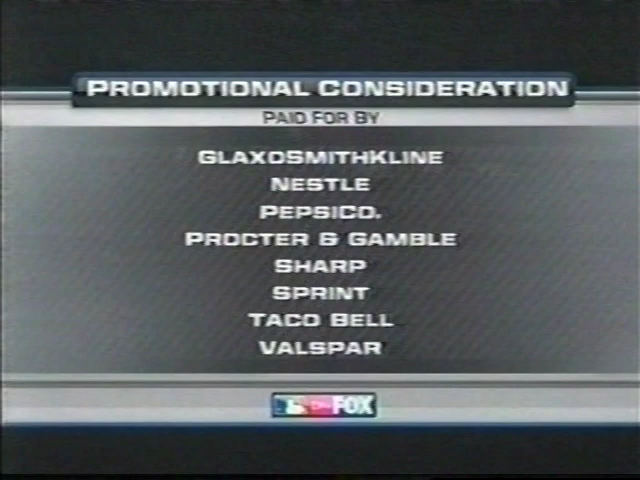 PROMOTIONAL CONSIDERATION
PAID FOR BY
GLAXOSMITHKLINE
NESTLE
PEPSICO.
PROCTER & GAMBLE
SHARP
SPRINT
TACO BELL
VALSPAR
FOX